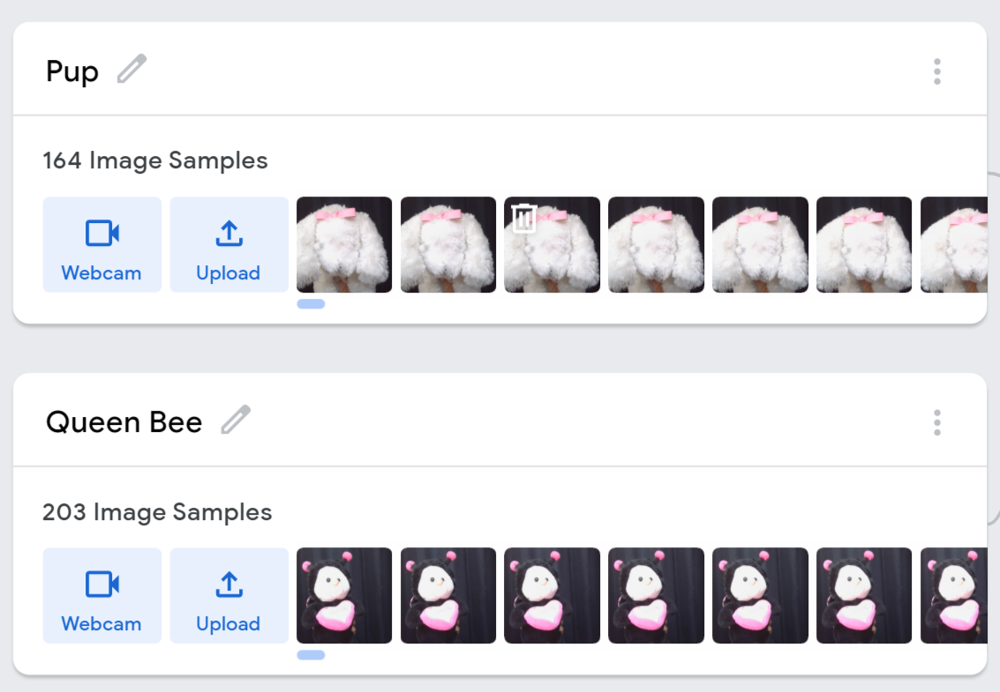 Pup
164 Image Samples
Webcam
Upload
Queen Bee
203 Image Samples
Webcam
Upload